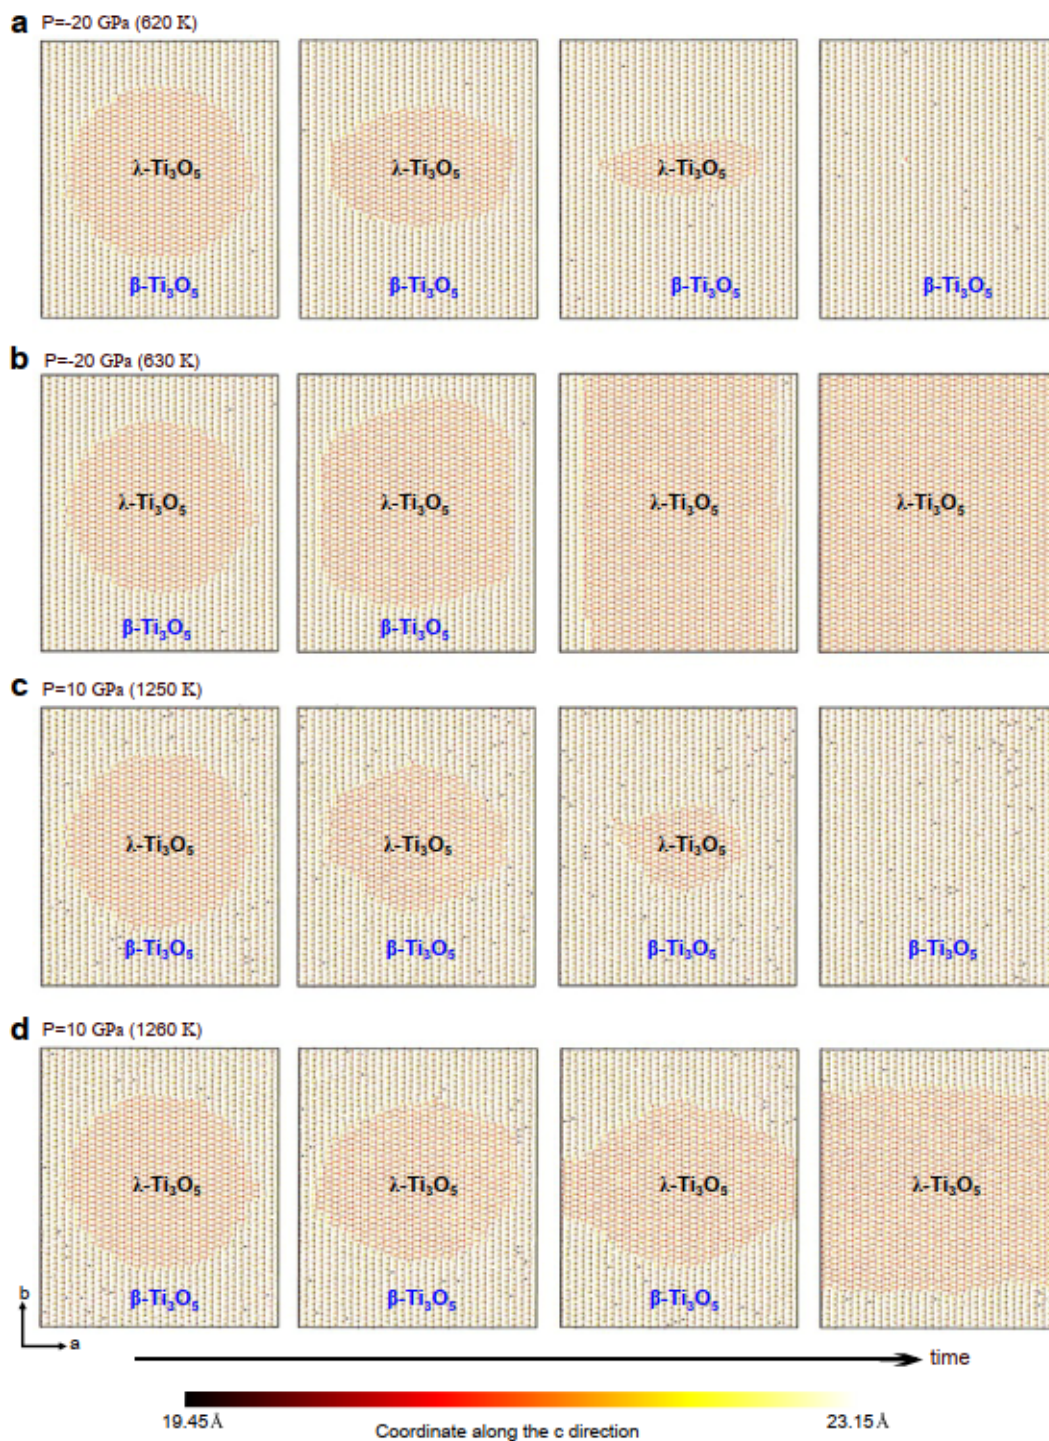 a P=-20 GPa (620 K)
λ-Ti₃O₅ λ-Ti₃O₅ λ-Ti₃O₅
β-Ti₃O₅ β-Ti₃O₅ β-Ti₃O₅ β-Ti₃O₅
b P=-20 GPa (630 K)
λ-Ti₃O₅ λ-Ti₃O₅ λ-Ti₃O₅ λ-Ti₃O₅
β-Ti₃O₅ β-Ti₃O₅
c P=10 GPa (1250 K)
λ-Ti₃O₅ λ-Ti₃O₅ λ-Ti₃O₅
β-Ti₃O₅ β-Ti₃O₅ β-Ti₃O₅ β-Ti₃O₅
d P=10 GPa (1260 K)
λ-Ti₃O₅ λ-Ti₃O₅ λ-Ti₃O₅ λ-Ti₃O₅
β-Ti₃O₅ β-Ti₃O₅ β-Ti₃O₅
b
a
time
19.45 Å 23.15 Å
Coordinate along the c direction